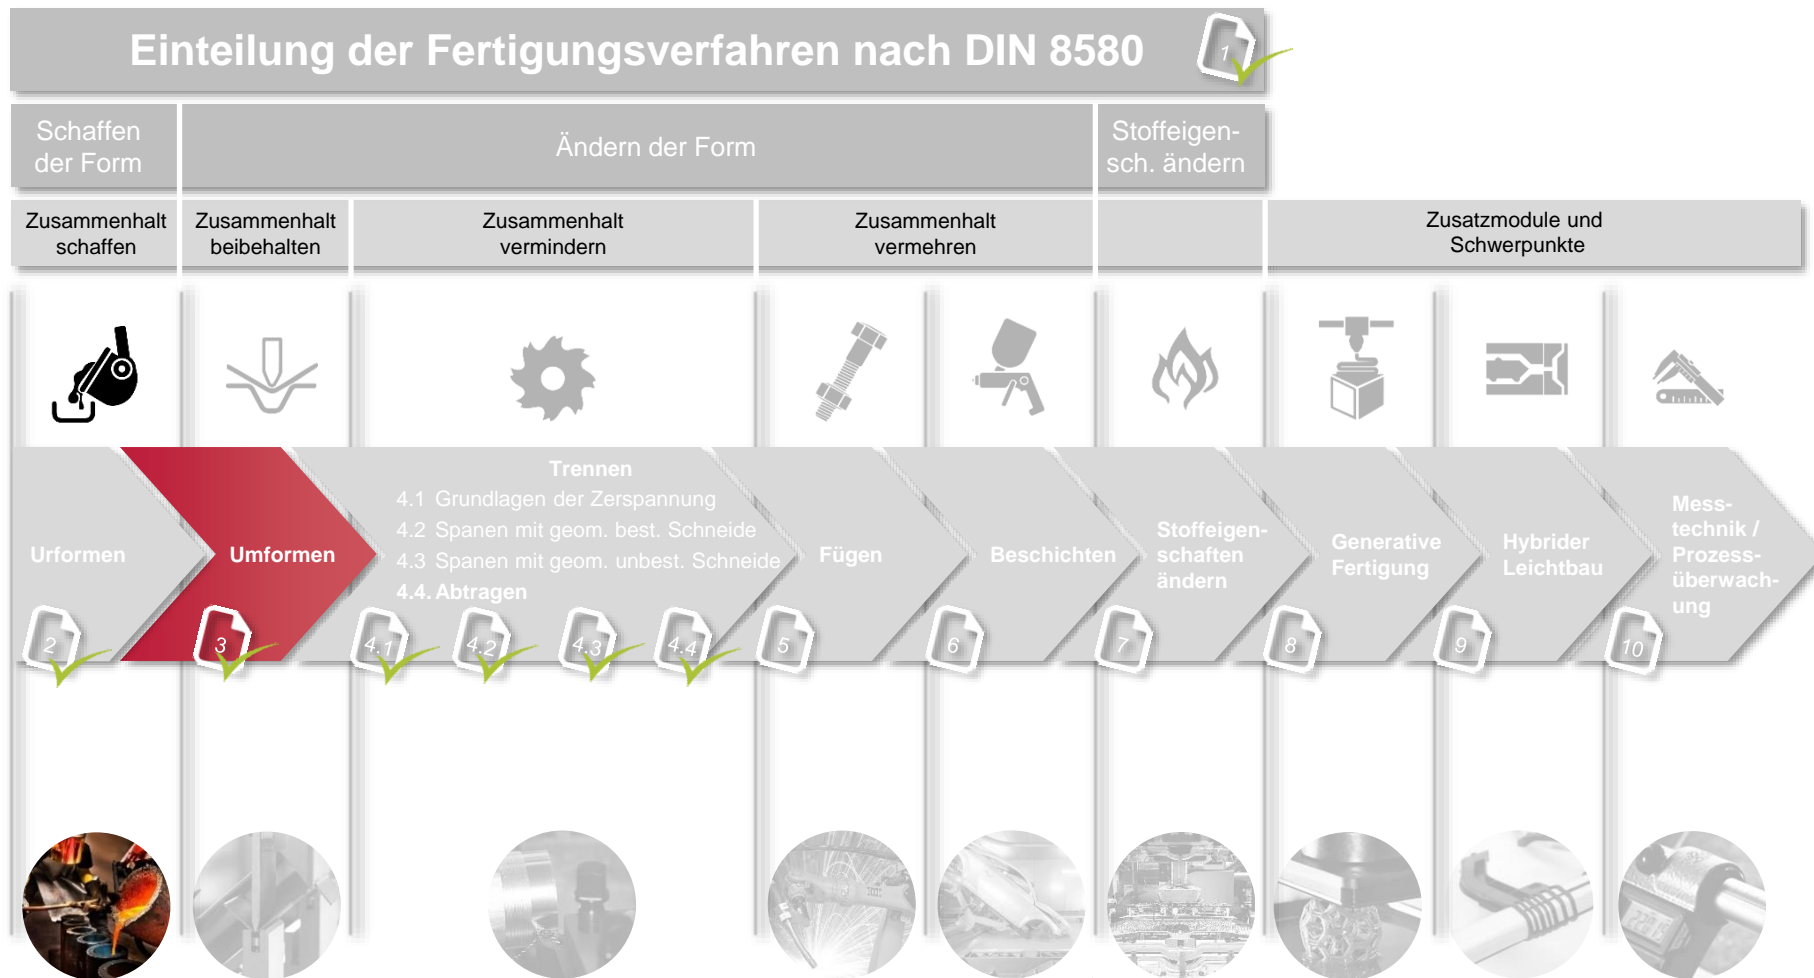 Einteilung der Fertigungsverfahren nach DIN 8580
1
Schaffen
der Form
Ändern der Form
Stoffeigen-
sch. ändern
Zusammenhalt
schaffen
Zusammenhalt
beibehalten
Zusammenhalt
vermindern
Zusammenhalt
vermehren
Zusatzmodule und
Schwerpunkte
Urformen
Umformen
Trennen
4.1 Grundlagen der Zerspannung
4.2 Spanen mit geom. best. Schneide
4.3 Spanen mit geom. unbest. Schneide
4.4. Abtragen
Fügen
Beschichten
Stoffeigen-
schaften
ändern
Generative
Fertigung
Hybrider
Leichtbau
Mess-
technik /
Prozess-
überwach-
ung
2
3
4.1
4.2
4.3
4.4
5
6
7
8
9
10